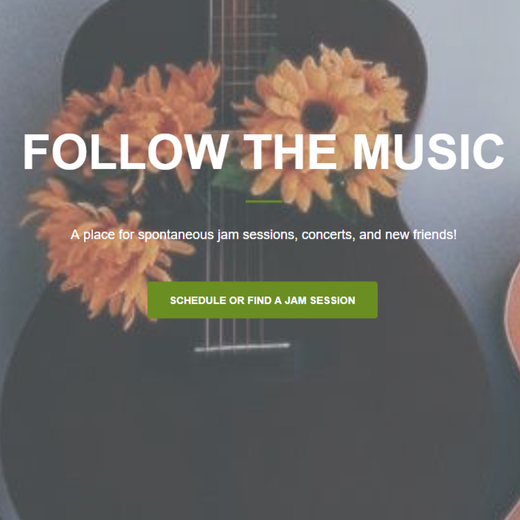 FOLLOW THE MUSIC
A place for spontaneous jam sessions, concerts, and new friends!
SCHEDULE OR FIND A JAM SESSION